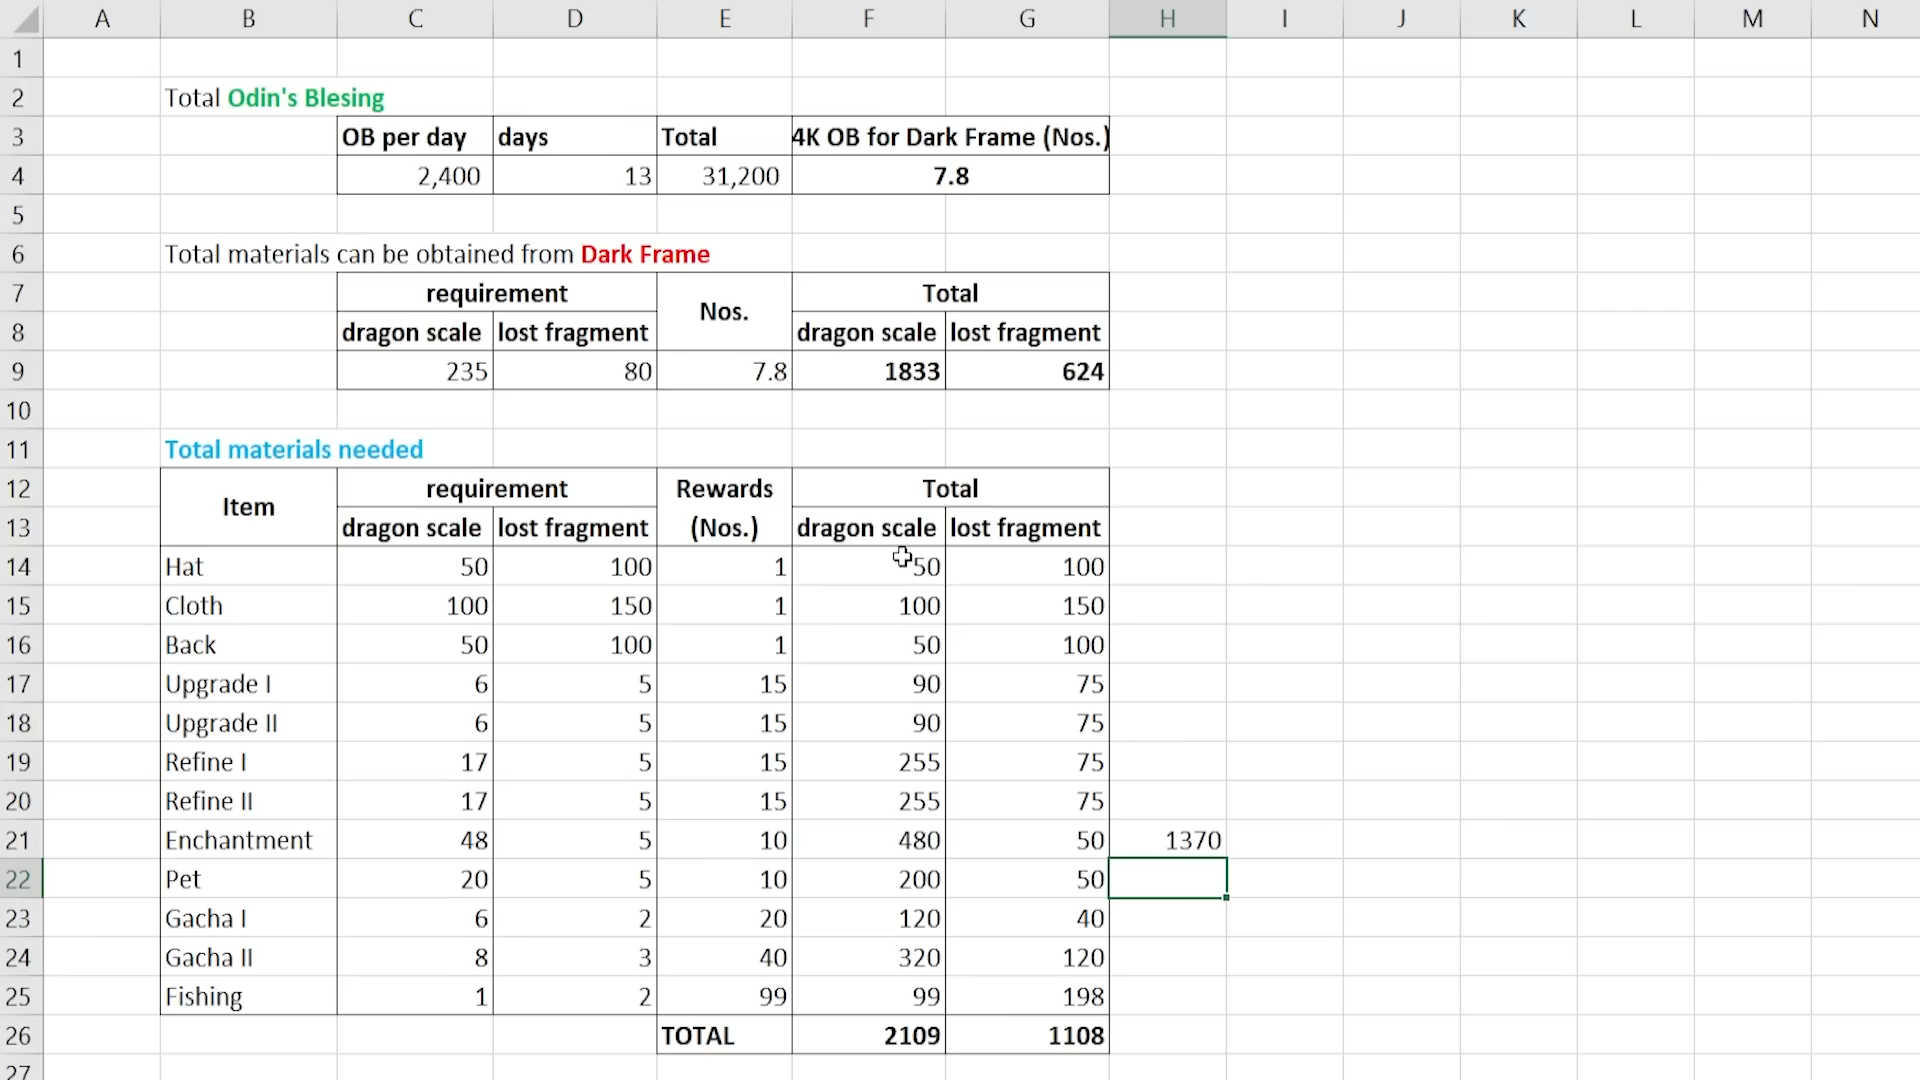 A B C D E F G H I J K L M N
1
2 Total Odin's Blesing
3 OB per day days Total 4K OB for Dark Frame (Nos.)
4 2,400 13 31,200 7.8
5
6 Total materials can be obtained from Dark Frame
7 requirement Nos. Total
8 dragon scale lost fragment dragon scale lost fragment
9 235 80 7.8 1833 624
10
11 Total materials needed
12 Item requirement Rewards Total
13 dragon scale lost fragment (Nos.) dragon scale lost fragment
14 Hat 50 100 1 50 100
15 Cloth 100 150 1 100 150
16 Back 50 100 1 50 100
17 Upgrade I 6 5 15 90 75
18 Upgrade II 6 5 15 90 75
19 Refine I 17 5 15 255 75
20 Refine II 17 5 15 255 75
21 Enchantment 48 5 10 480 50 1370
22 Pet 20 5 10 200 50
23 Gacha I 6 2 20 120 40
24 Gacha II 8 3 40 320 120
25 Fishing 1 2 99 99 198
26 TOTAL 2109 1108
27